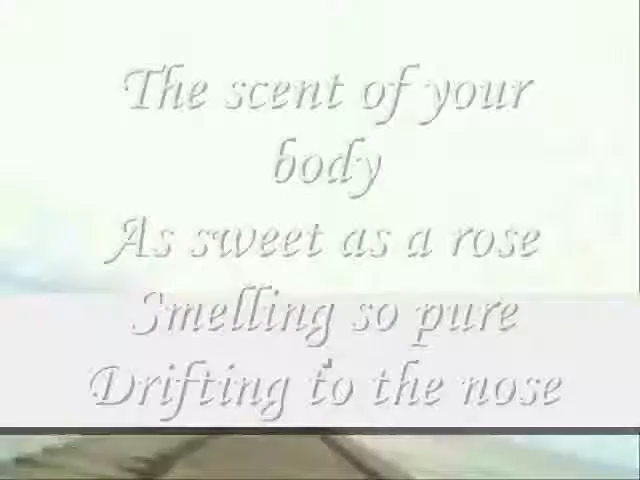 The scent of your
body
As sweet as a rose
Smelling so pure
Drifting to the nose